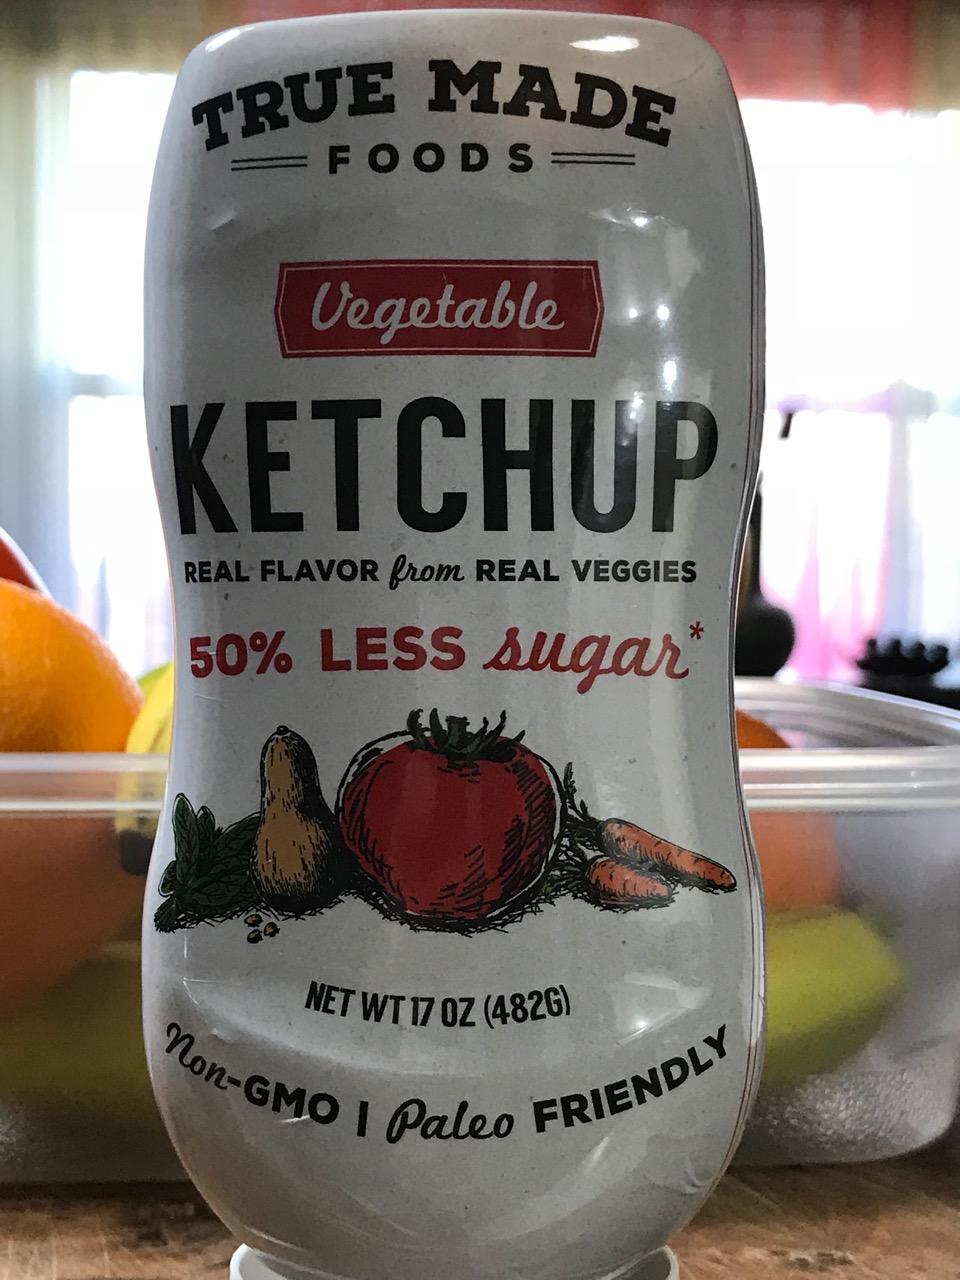 TRUE MADE
FOODS
Vegetable
KETCHUP
REAL FLAVOR from REAL VEGGIES
50% LESS sugar*
NET WT 17 OZ (482G)
Non-GMO | Paleo FRIENDLY